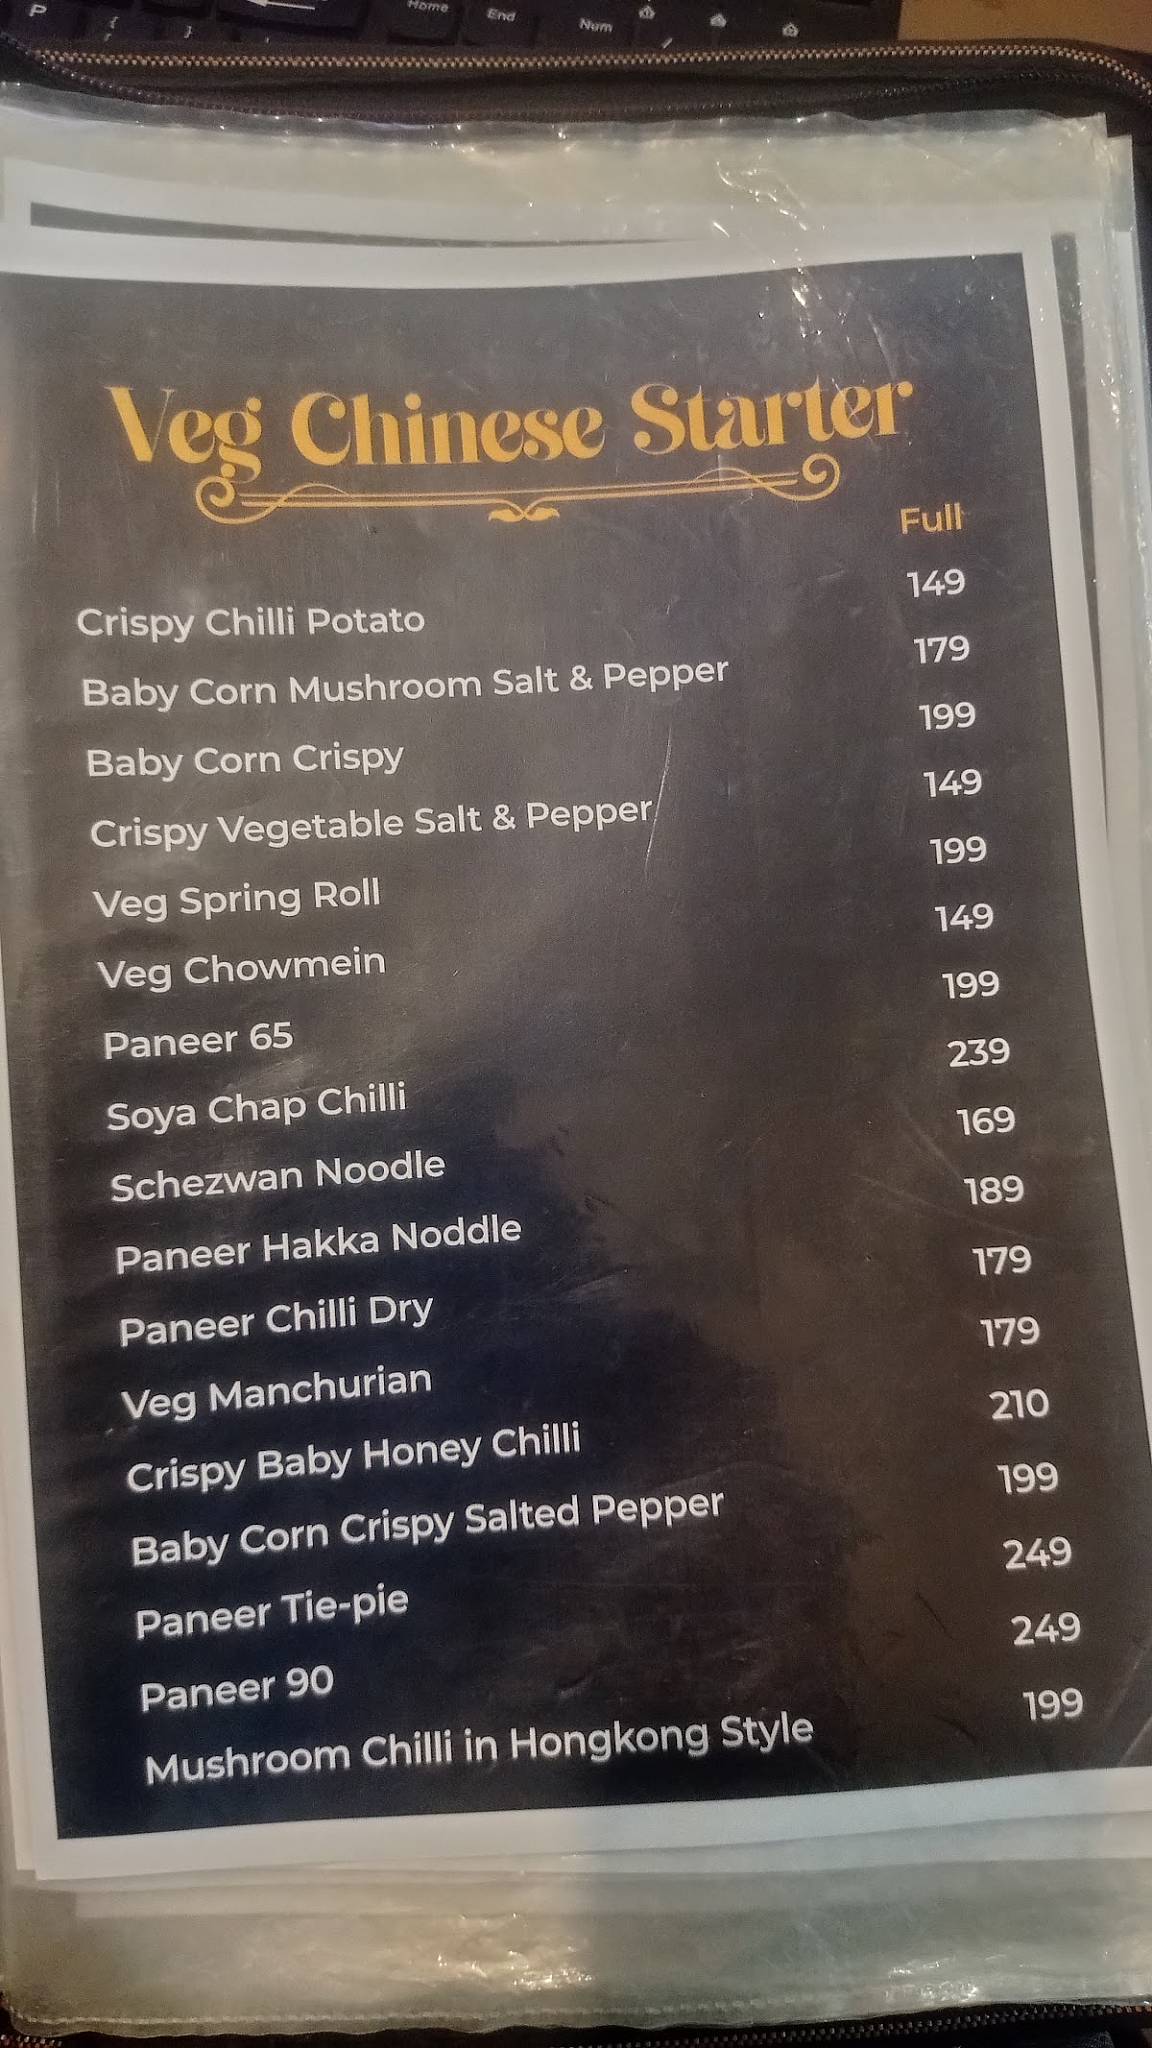 P
{
[
}
Home
End
Num
Veg Chinese Starter
Full
Crispy Chilli Potato 149
Baby Corn Mushroom Salt & Pepper 179
Baby Corn Crispy 199
Crispy Vegetable Salt & Pepper 149
Veg Spring Roll 199
Veg Chowmein 149
Paneer 65 199
Soya Chap Chilli 239
Schezwan Noodle 169
Paneer Hakka Noddle 189
Paneer Chilli Dry 179
Veg Manchurian 179
Crispy Baby Honey Chilli 210
Baby Corn Crispy Salted Pepper 199
Paneer Tie-pie 249
Paneer 90 249
Mushroom Chilli in Hongkong Style 199